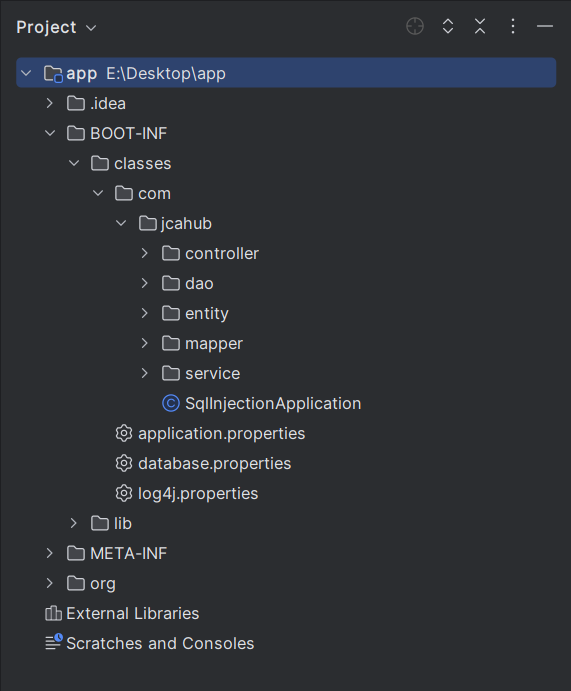 Project
app E:\Desktop\app
.idea
BOOT-INF
classes
com
jcahub
controller
dao
entity
mapper
service
SqlInjectionApplication
application.properties
database.properties
log4j.properties
lib
META-INF
org
External Libraries
Scratches and Consoles